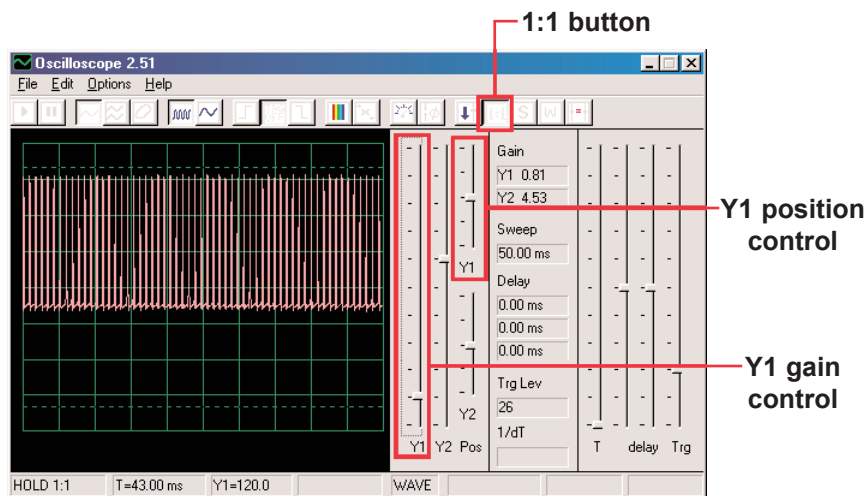 1:1 button
Oscilloscope 2.51
File Edit Options Help
Gain
Y1 0.81
Y2 4.53
Sweep
50.00 ms
Delay
0.00 ms
0.00 ms
0.00 ms
Trg Lev
26
1/dT
Y1
Y2
Y1 Y2 Pos
T delay Trg
Y1 position
control
Y1 gain
control
HOLD 1:1 T=43.00 ms Y1=120.0 WAVE